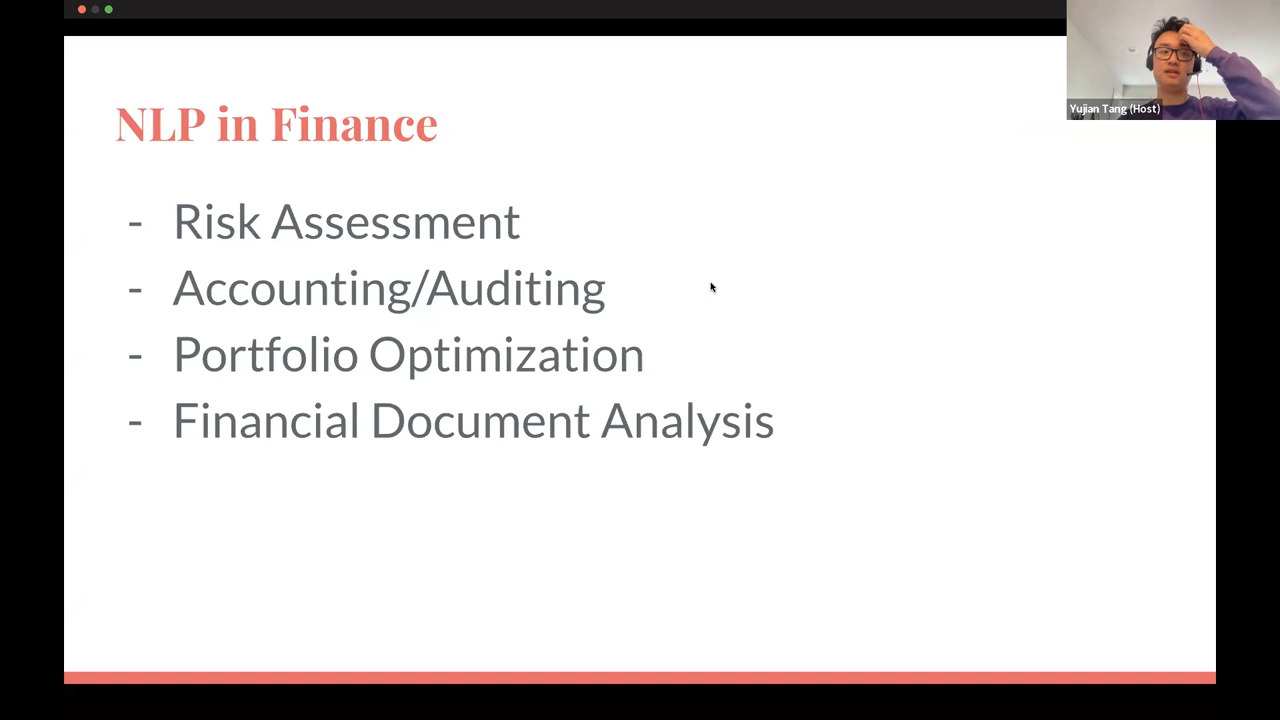 NLP in Finance
- Risk Assessment
- Accounting/Auditing
- Portfolio Optimization
- Financial Document Analysis
Yujian Tang (Host)